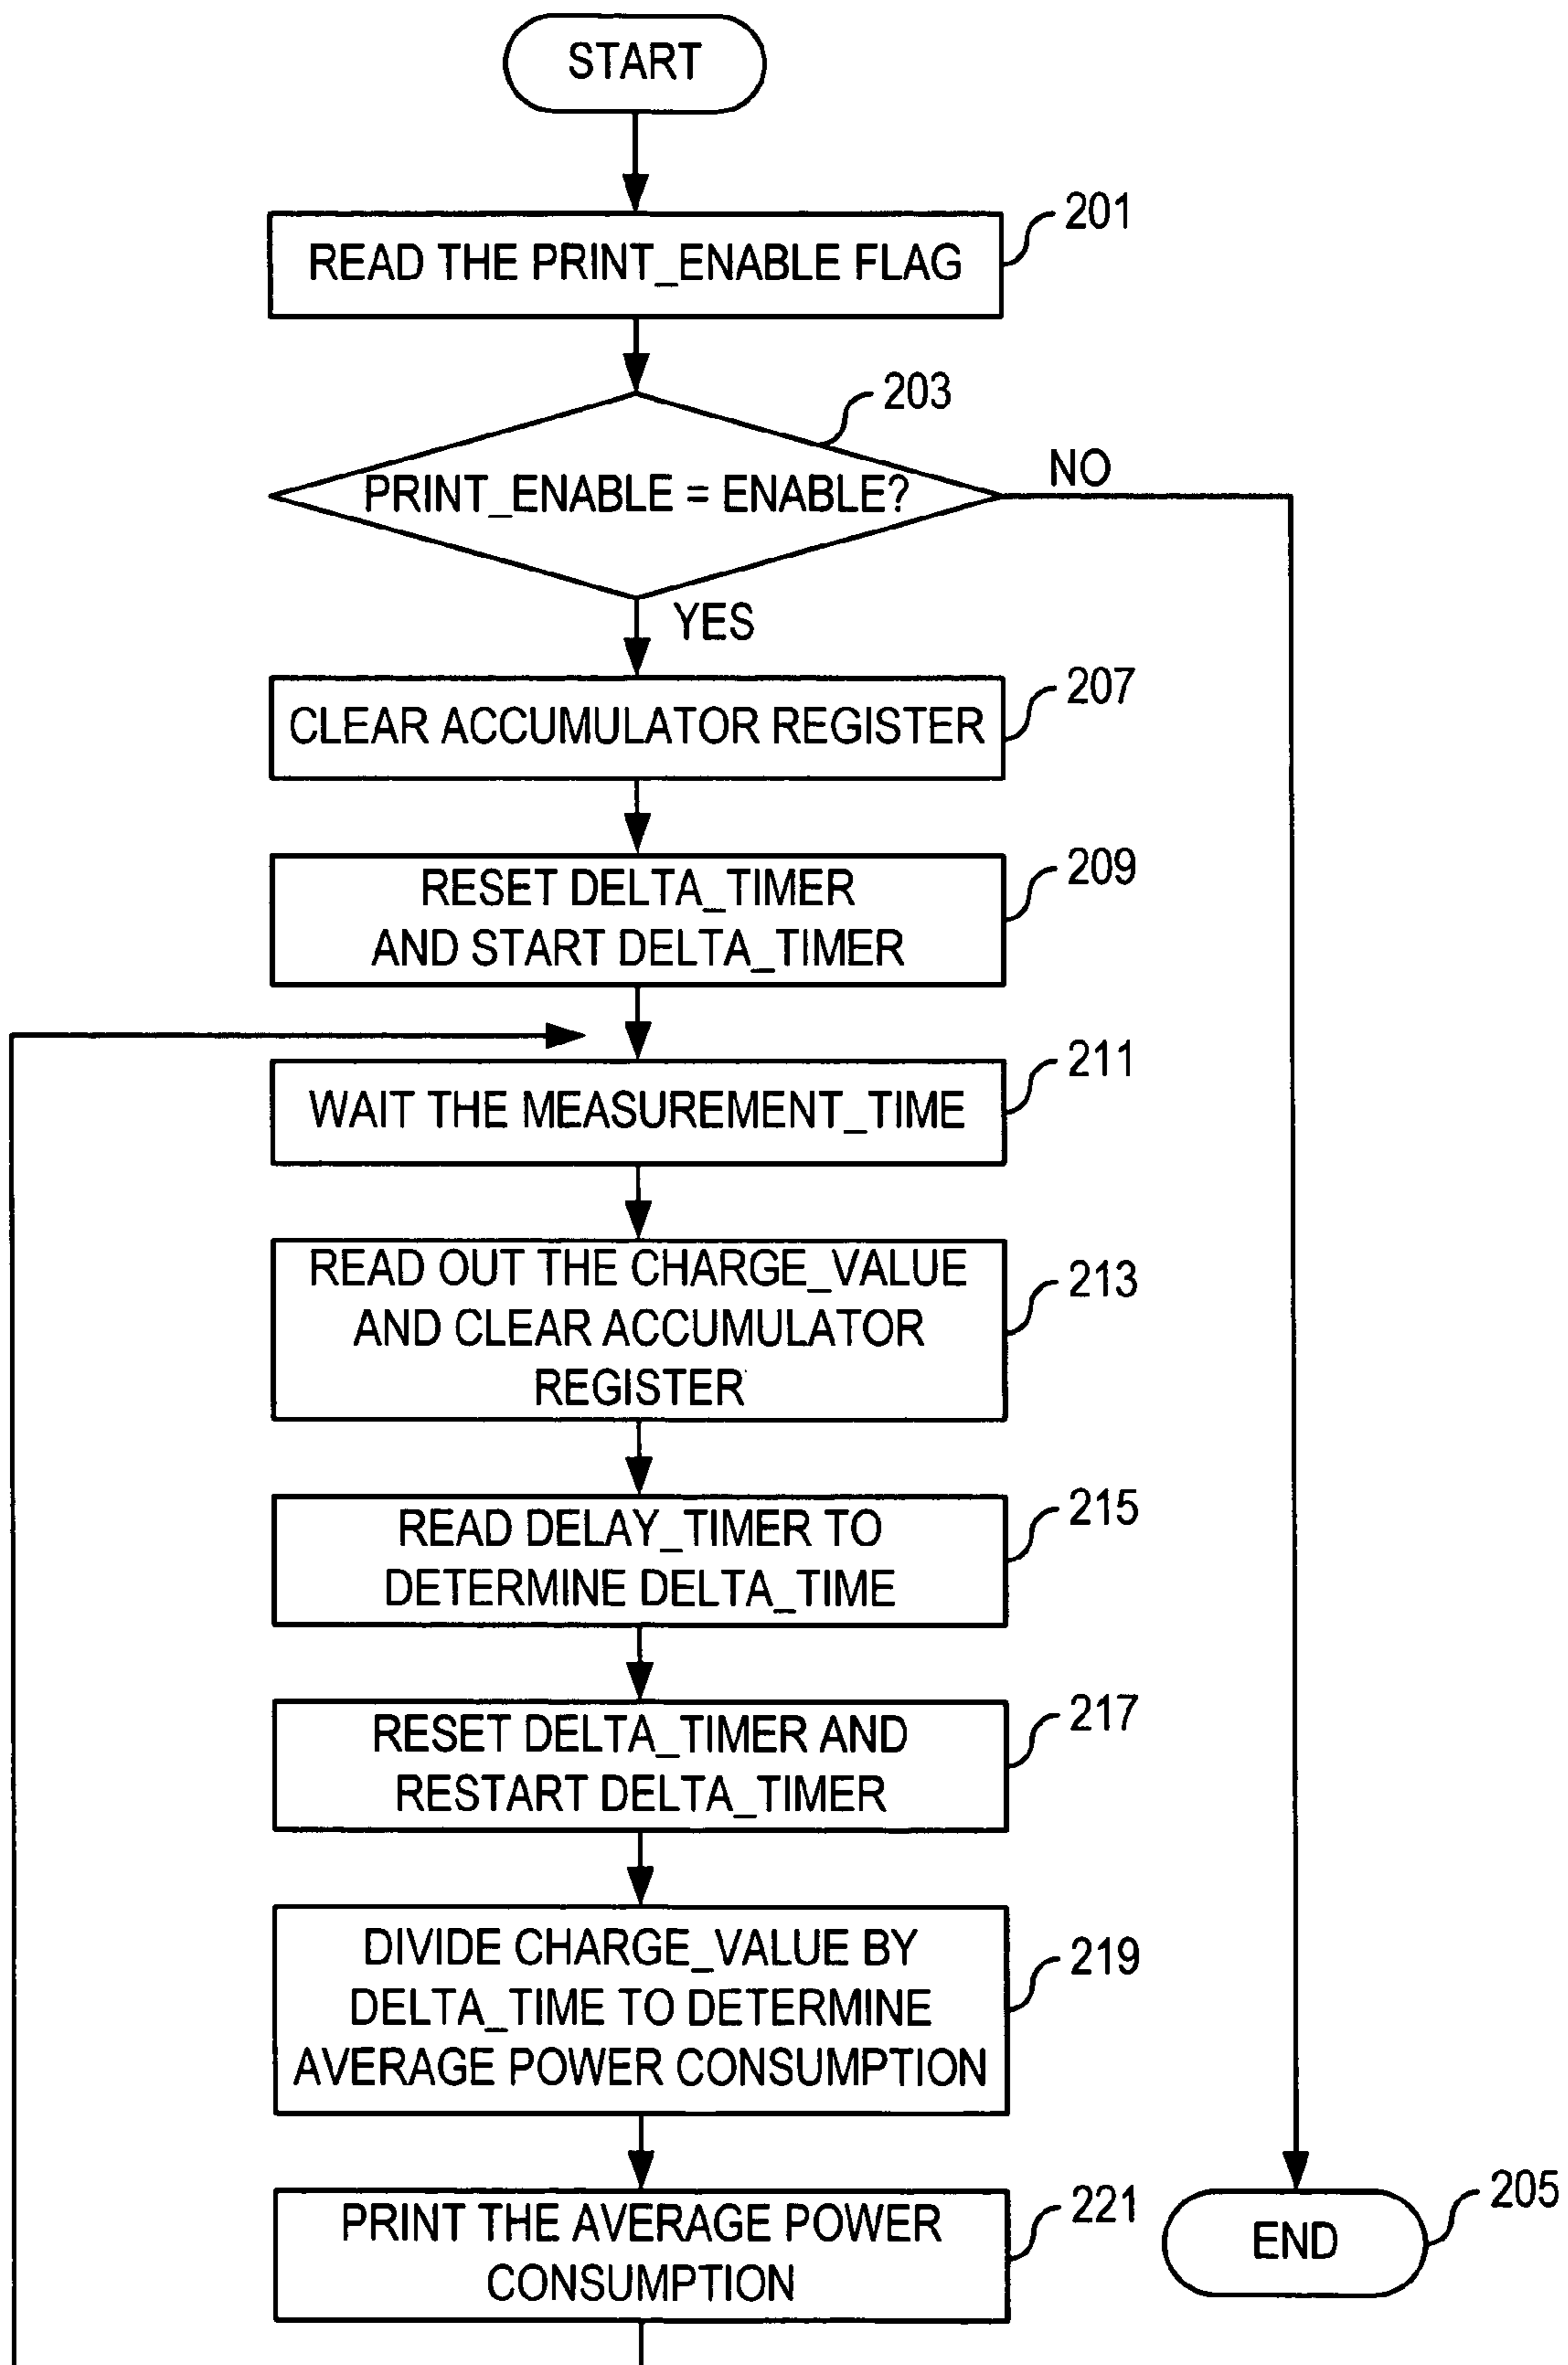 START
201
READ THE PRINT_ENABLE FLAG
203
PRINT_ENABLE = ENABLE?
NO
YES
207
CLEAR ACCUMULATOR REGISTER
209
RESET DELTA_TIMER
AND START DELTA_TIMER
211
WAIT THE MEASUREMENT_TIME
213
READ OUT THE CHARGE_VALUE
AND CLEAR ACCUMULATOR
REGISTER
215
READ DELAY_TIMER TO
DETERMINE DELTA_TIME
217
RESET DELTA_TIMER AND
RESTART DELTA_TIMER
219
DIVIDE CHARGE_VALUE BY
DELTA_TIME TO DETERMINE
AVERAGE POWER CONSUMPTION
221
PRINT THE AVERAGE POWER
CONSUMPTION
205
END